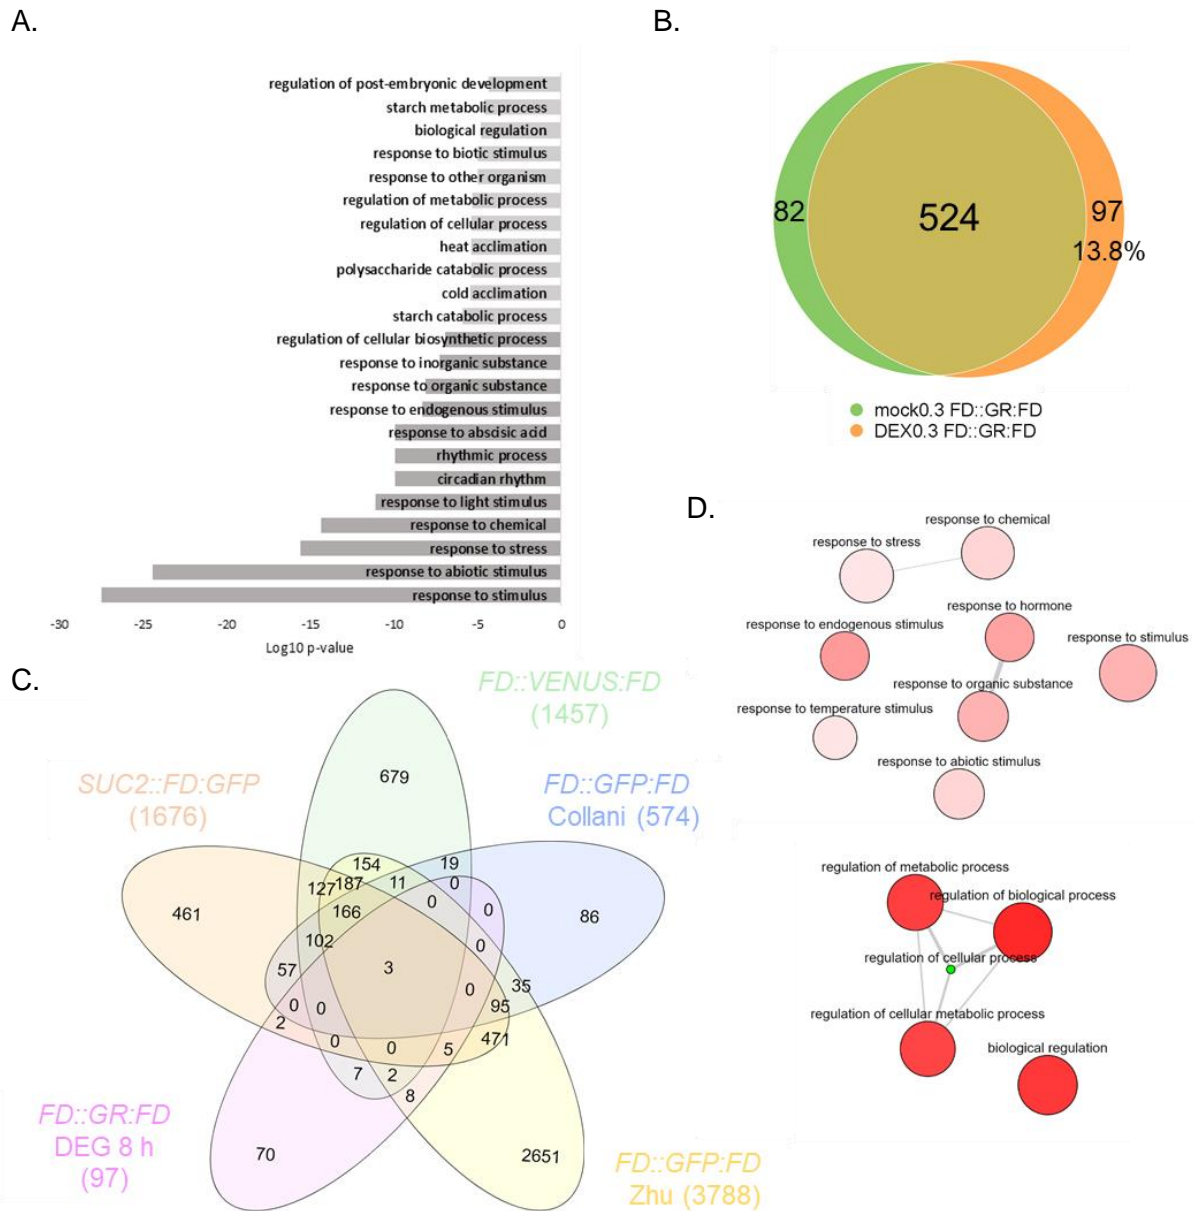 A.
regulation of post-embryonic development
starch metabolic process
biological regulation
response to biotic stimulus
response to other organism
regulation of metabolic process
regulation of cellular process
heat acclimation
polysaccharide catabolic process
cold acclimation
starch catabolic process
regulation of cellular biosynthetic process
response to inorganic substance
response to organic substance
response to endogenous stimulus
response to abscisic acid
rhythmic process
circadian rhythm
response to light stimulus
response to chemical
response to stress
response to abiotic stimulus
response to stimulus
-30 -25 -20 -15 -10 -5 0
Log10 p-value
B.
82 524 97
13.8%
mock0.3 FD::GR:FD
DEX0.3 FD::GR:FD
C.
FD::VENUS:FD
(1457)
SUC2::FD:GFP
(1676)
FD::GFP:FD
Collani (574)
679
154 19
127 187 11 0
461 166 0 0 86
102 0
57 3
0 35
0 0 95
2 0 0 5 471
7 2
8
FD::GR:FD
DEG 8 h
(97)
70 2651
FD::GFP:FD
Zhu (3788)
D.
response to chemical
response to stress
response to hormone
response to endogenous stimulus
response to stimulus
response to organic substance
response to temperature stimulus
response to abiotic stimulus
regulation of metabolic process
regulation of biological process
regulation of cellular process
regulation of cellular metabolic process
biological regulation